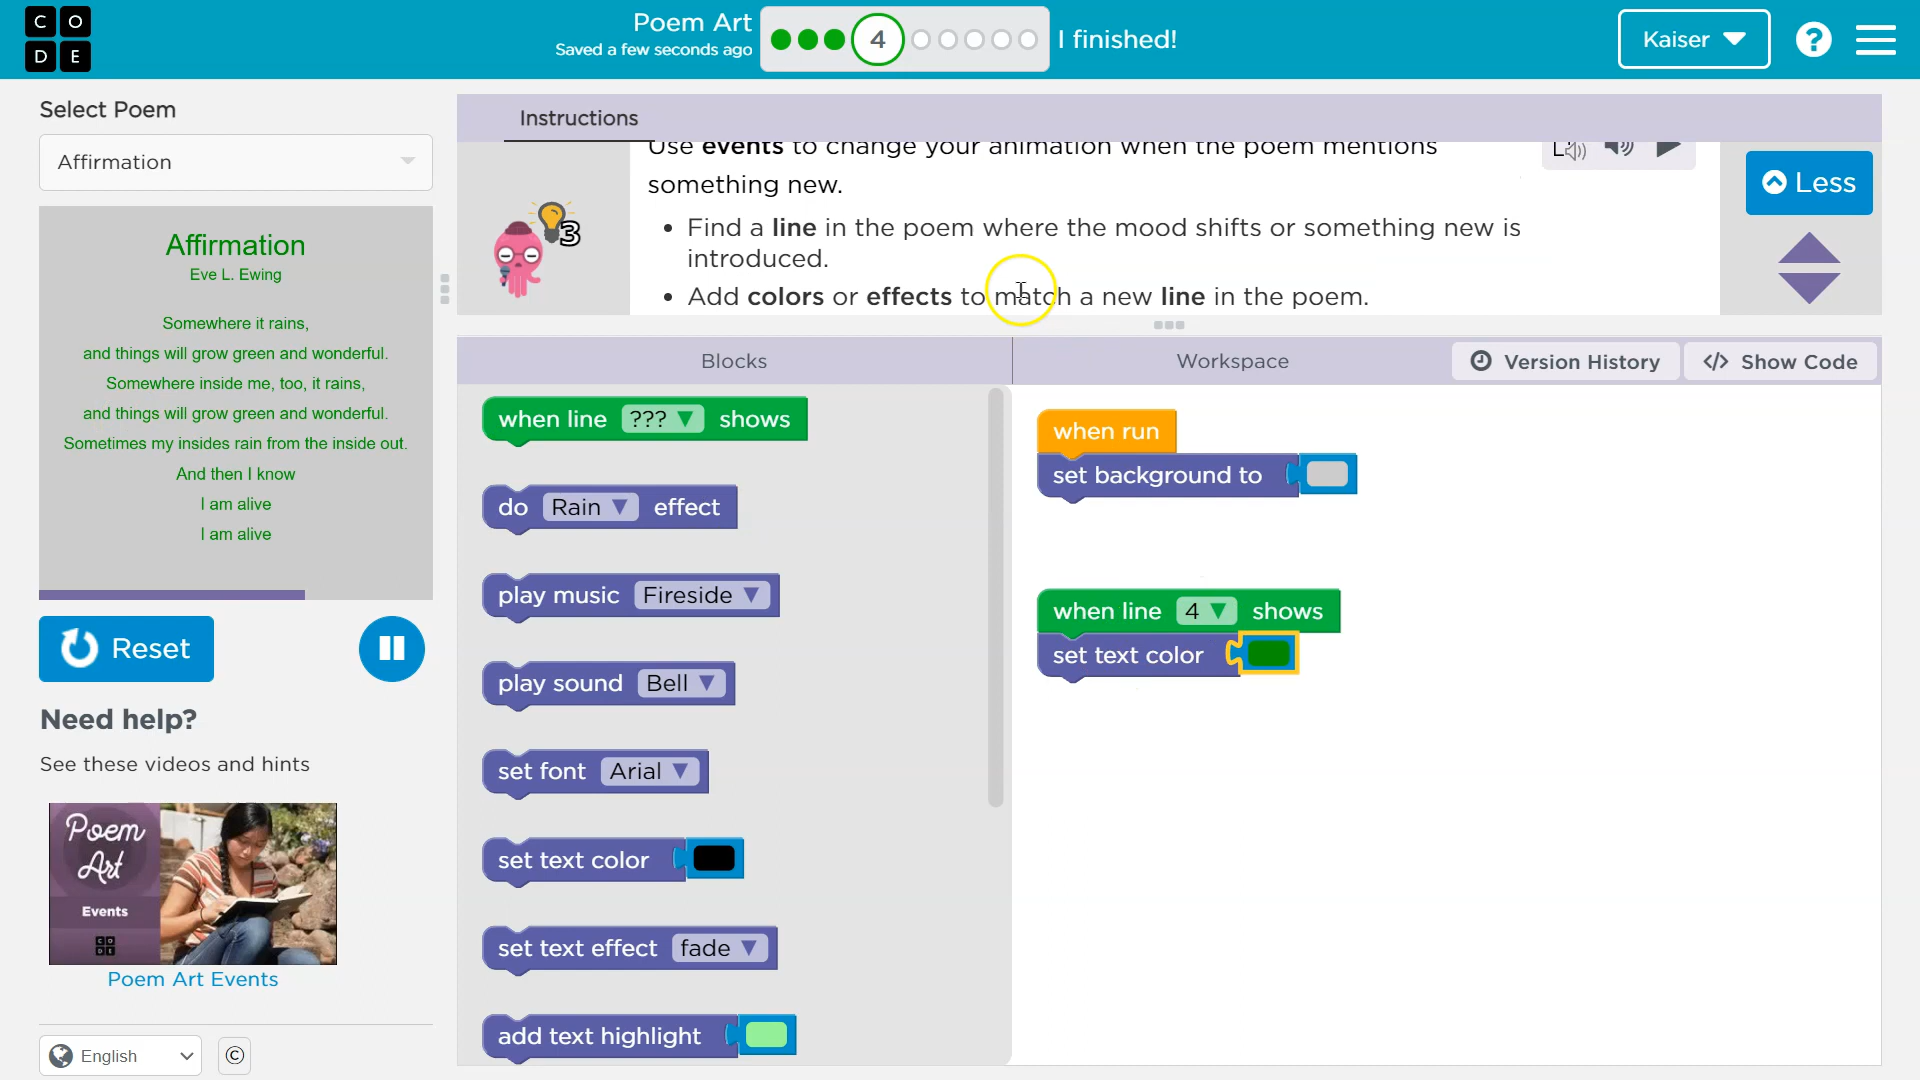 C O
D E
Poem Art
Saved a few seconds ago
4
I finished!
Kaiser
?
Select Poem
Affirmation
Affirmation
Eve L. Ewing
Somewhere it rains,
and things will grow green and wonderful.
Somewhere inside me, too, it rains,
and things will grow green and wonderful.
Sometimes my insides rain from the inside out.
And then I know
I am alive
I am alive
Reset
Need help?
See these videos and hints
Poem
Art
Events
C O
D E
Poem Art Events
English
©
Instructions
Use events to change your animation when the poem mentions
something new.
• Find a line in the poem where the mood shifts or something new is
introduced.
• Add colors or effects to match a new line in the poem.
3
Less
Blocks
Workspace
Version History
</> Show Code
when line ??? shows
do Rain effect
play music Fireside
play sound Bell
set font Arial
set text color
set text effect fade
add text highlight
when run
set background to
when line 4 shows
set text color